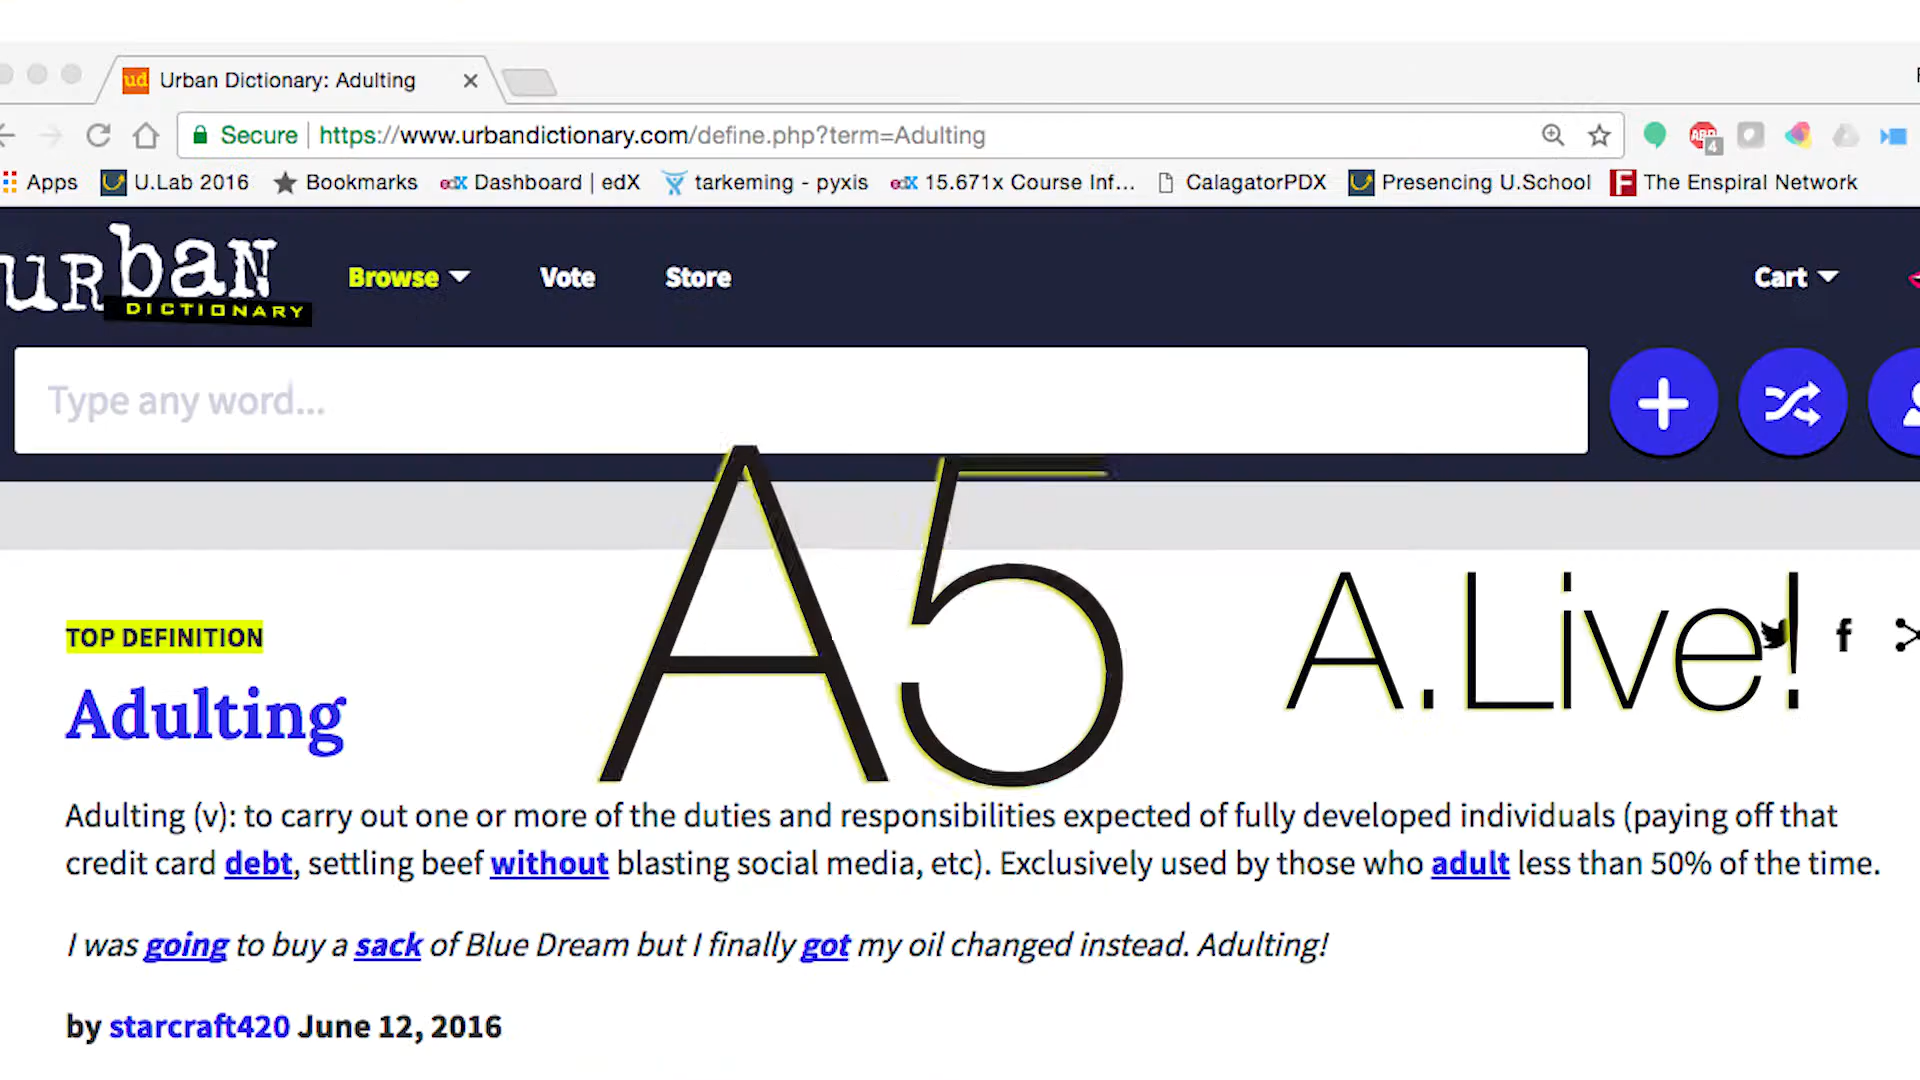 ud Urban Dictionary: Adulting
Secure https://www.urbandictionary.com/define.php?term=Adulting ABP 4
Apps U.Lab 2016 Bookmarks edX Dashboard | edX tarkeming - pyxis edX 15.671x Course Inf... CalagatorPDX Presencing U.School F The Enspiral Network
urban
DICTIONARY
Browse Vote Store Cart
Type any word...
A5
A.Live!
TOP DEFINITION
Adulting
Adulting (v): to carry out one or more of the duties and responsibilities expected of fully developed individuals (paying off that
credit card debt, settling beef without blasting social media, etc). Exclusively used by those who adult less than 50% of the time.
I was going to buy a sack of Blue Dream but I finally got my oil changed instead. Adulting!
by starcraft420 June 12, 2016